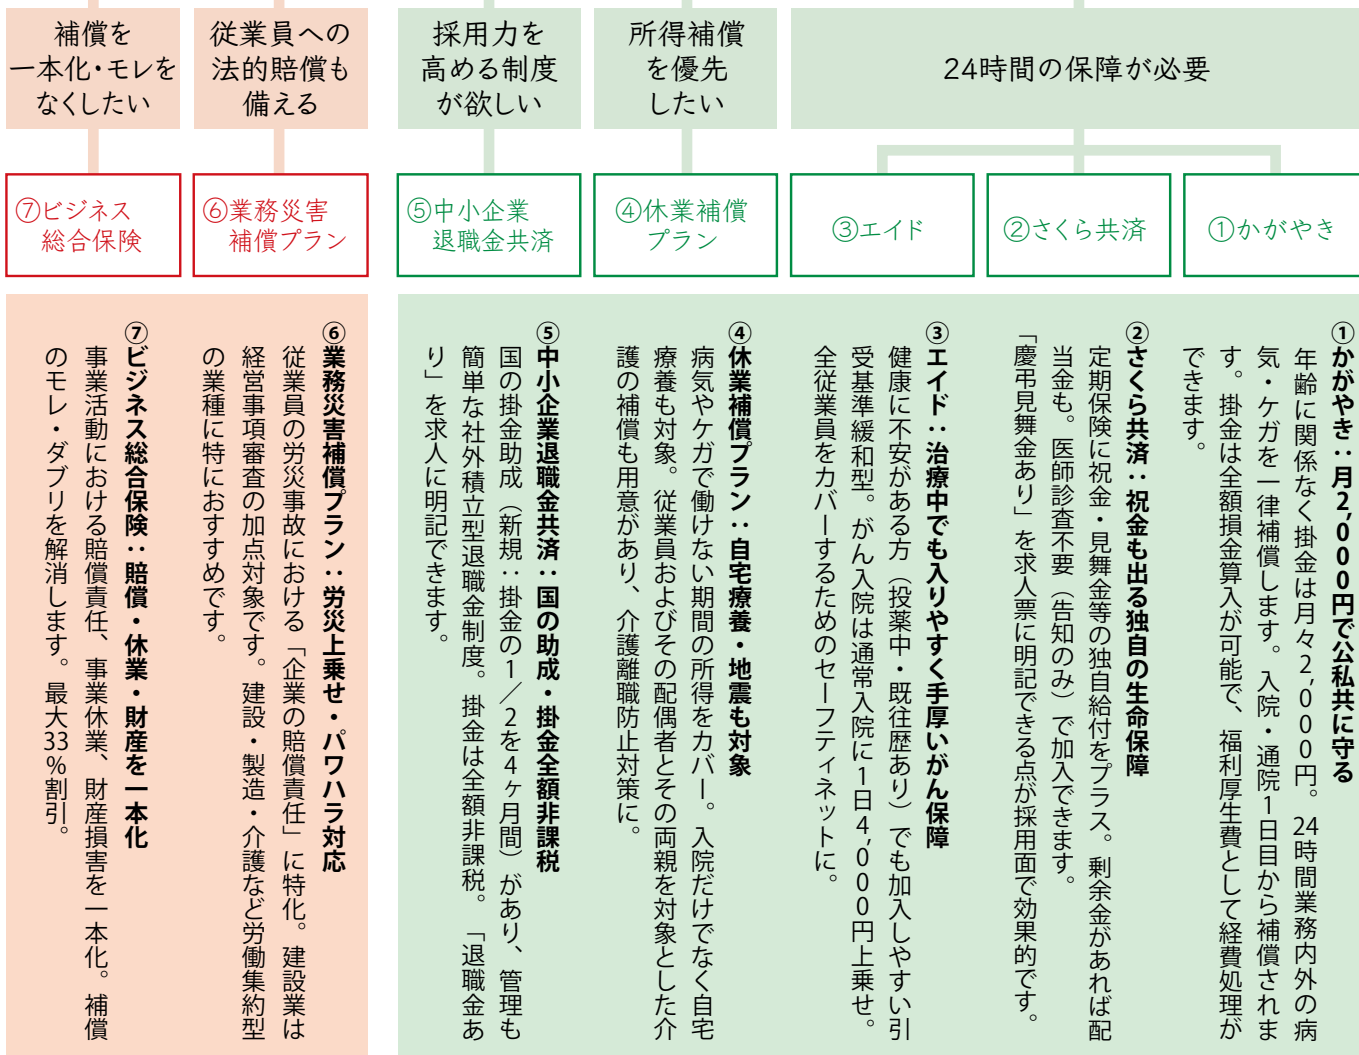 24時間の保障が必要
所得補償
を優先
したい
採用力を
高める制度
が欲しい
従業員への
法的賠償も
備える
補償を
一本化・モレを
なくしたい
①かがやき
②さくら共済
③エイド
④休業補償
プラン
⑤中小企業
退職金共済
⑥業務災害
補償プラン
⑦ビジネス
総合保険
①かがやき：月2,000円で公私共に守る
年齢に関係なく掛金は月々2,000円。24時間業務内外の病
気・ケガを一律補償します。入院・通院1日目から補償されま
す。掛金は全額損金算入が可能で、福利厚生費として経費処理が
できます。
②さくら共済：祝金も出る独自の生命保障
定期保険に祝金・見舞金等の独自給付をプラス。剰余金があれば配
当金も。医師診査不要（告知のみ）で加入できます。
「慶弔見舞金あり」を求人票に明記できる点が採用面で効果的です。
③エイド：治療中でも入りやすく手厚いがん保障
健康に不安がある方（投薬中・既往歴あり）でも加入しやすい引
受基準緩和型。がん入院は通常入院に1日4,000円上乗せ。
全従業員をカバーするためのセーフティネットに。
④休業補償プラン：自宅療養・地震も対象
病気やケガで働けない期間の所得をカバー。入院だけでなく自宅
療養も対象。従業員およびその配偶者とその両親を対象とした介
護の補償も用意があり、介護離職防止対策に。
⑤中小企業退職金共済：国の助成・掛金全額非課税
国の掛金助成（新規：掛金の1／2を4ヶ月間）があり、管理も
簡単な社外積立型退職金制度。掛金は全額非課税。「退職金あ
り」を求人に明記できます。
⑥業務災害補償プラン：労災上乗せ・パワハラ対応
従業員の労災事故における「企業の賠償責任」に特化。建設業は
経営事項審査の加点対象です。建設・製造・介護など労働集約型
の業種に特におすすめです。
⑦ビジネス総合保険：賠償・休業・財産を一本化
事業活動における賠償責任、事業休業、財産損害を一本化。補償
のモレ・ダブリを解消します。最大33％割引。